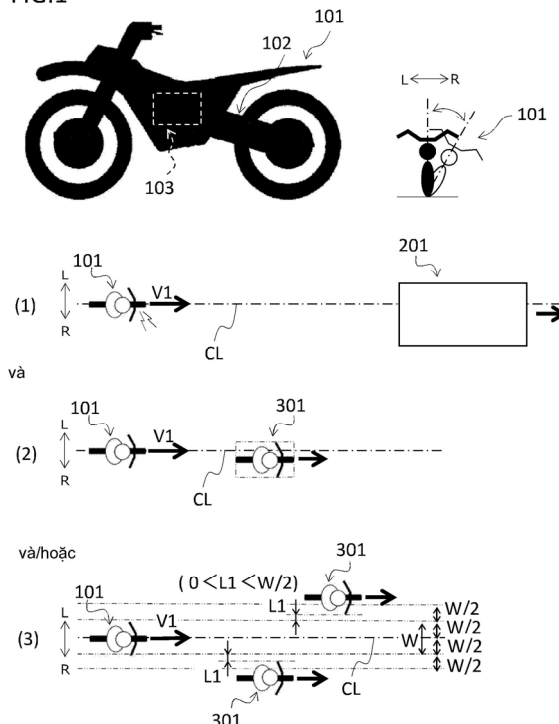 FIG.1
101
102
103
L R
101
(1)
L
R
101
V1
CL
201
và
(2)
L
R
101
V1
CL
301
và/hoặc
(3)
L
R
101
V1
(0<L1<W/2)
L1
301
W
W/2
W/2
W/2
W/2
L1
CL
301